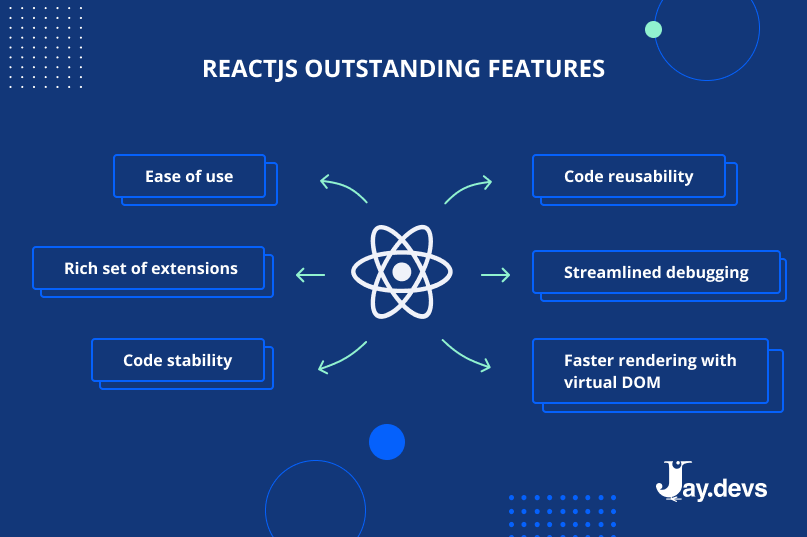 REACTJS OUTSTANDING FEATURES
Ease of use
Rich set of extensions
Code stability
Code reusability
Streamlined debugging
Faster rendering with
virtual DOM
Jay.devs